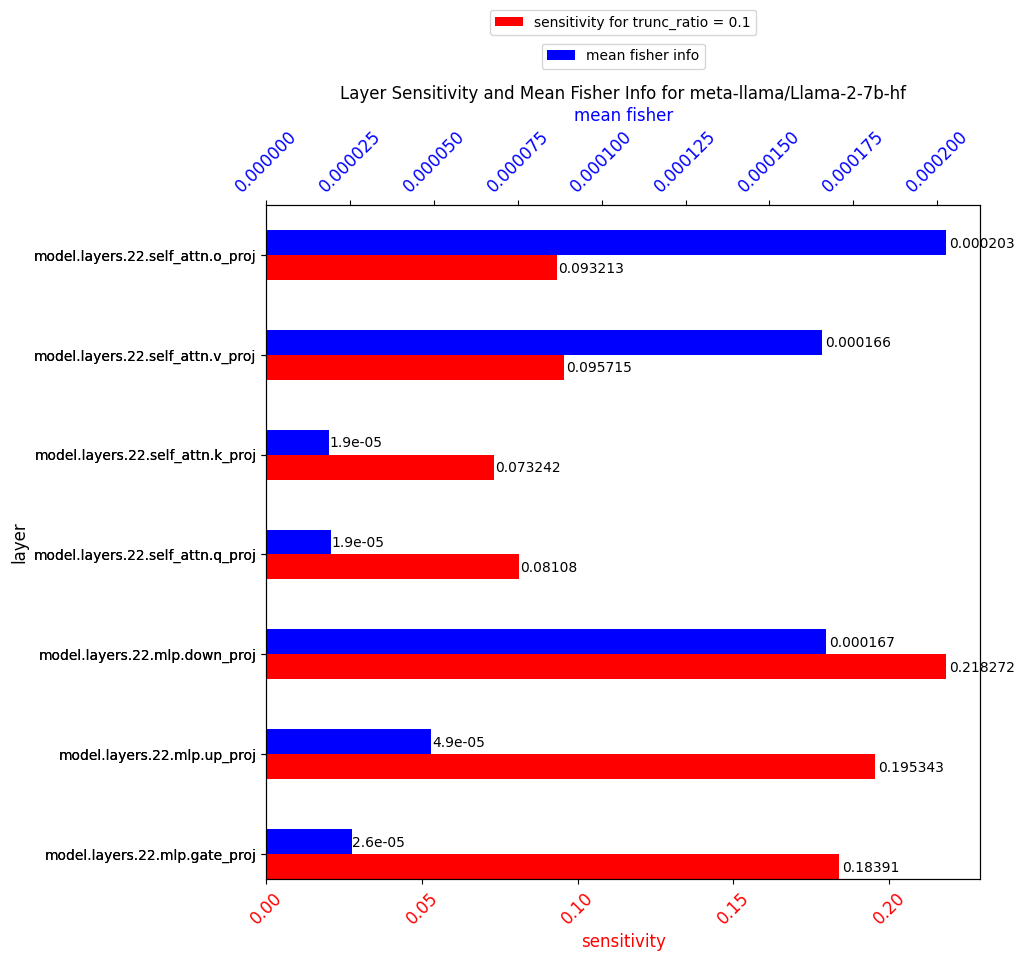 sensitivity for trunc_ratio = 0.1
mean fisher info
Layer Sensitivity and Mean Fisher Info for meta-llama/Llama-2-7b-hf
mean fisher
0.000000
0.000025
0.000050
0.000075
0.000100
0.000125
0.000150
0.000175
0.000200
layer
model.layers.22.self_attn.o_proj
0.000203
0.093213
model.layers.22.self_attn.v_proj
0.000166
0.095715
model.layers.22.self_attn.k_proj
1.9e-05
0.073242
model.layers.22.self_attn.q_proj
1.9e-05
0.08108
model.layers.22.mlp.down_proj
0.000167
0.218272
model.layers.22.mlp.up_proj
4.9e-05
0.195343
model.layers.22.mlp.gate_proj
2.6e-05
0.18391
0.00
0.05
0.10
0.15
0.20
sensitivity